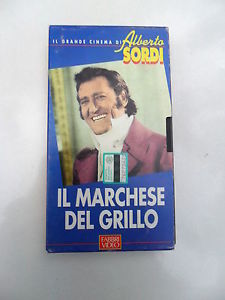 IL GRANDE CINEMA DI
Alberto
SORDI
IL MARCHESE
DEL GRILLO
FABBRI
VIDEO